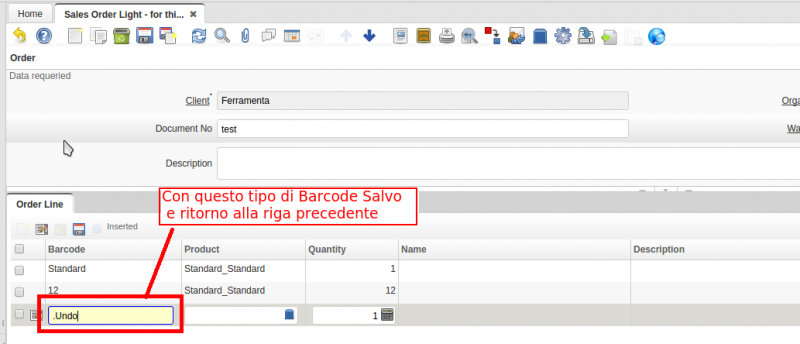 Home
Sales Order Light - for thi...
Order
Data requeried
Client
Ferramenta
Orga
Document No
test
Wa
Description
Con questo tipo di Barcode Salvo
e ritorno alla riga precedente
Order Line
Inserted
Barcode Product Quantity Name Description
Standard Standard_Standard 1
12 Standard_Standard 12
.Undo 1